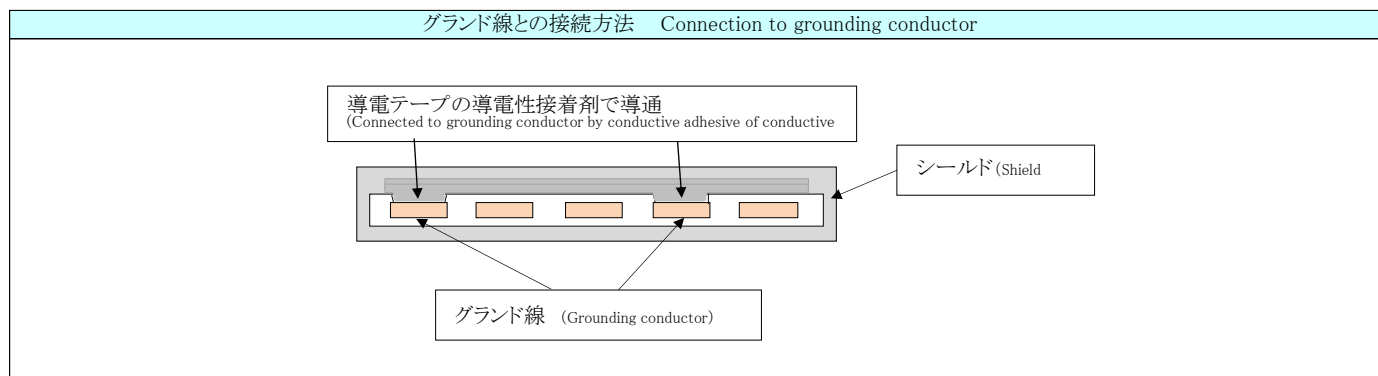 グランド線との接続方法　Connection to grounding conductor
導電テープの導電性接着剤で導通
(Connected to grounding conductor by conductive adhesive of conductive
シールド(Shield
グランド線　(Grounding conductor)